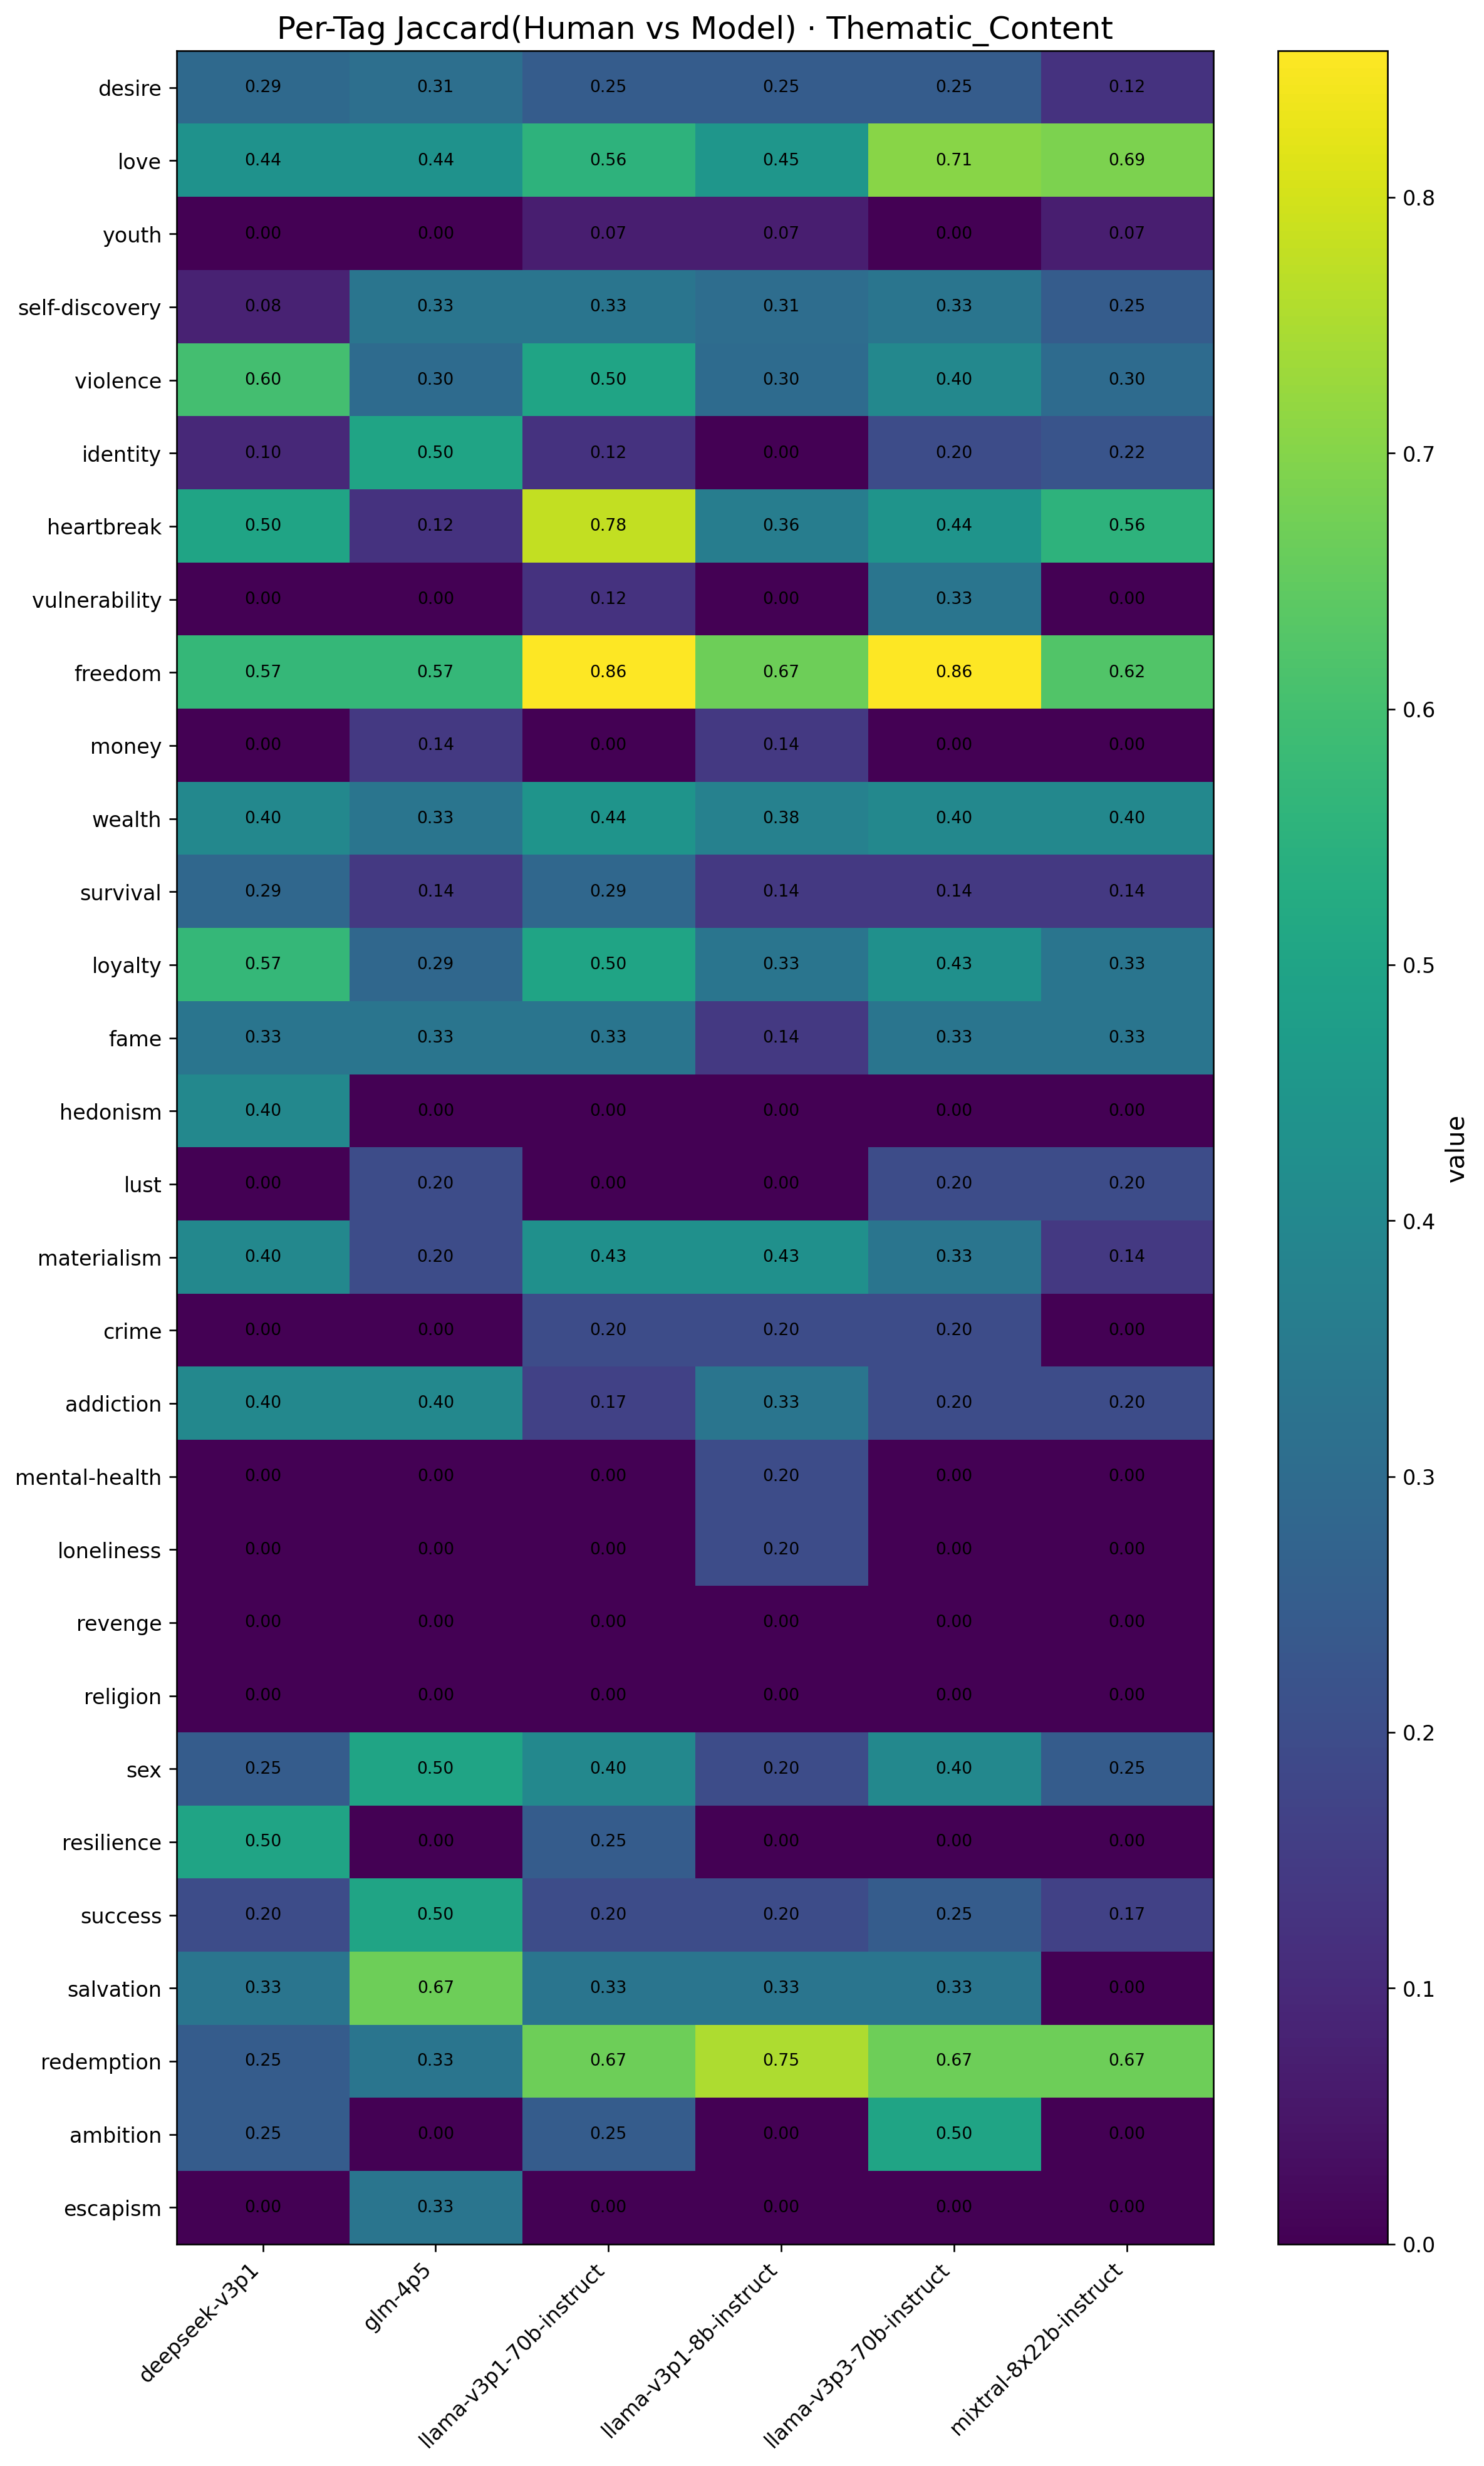 Per-Tag Jaccard(Human vs Model) · Thematic_Content
desire 0.29 0.31 0.25 0.25 0.25 0.12
love 0.44 0.44 0.56 0.45 0.71 0.69
youth 0.00 0.00 0.07 0.07 0.00 0.07
self-discovery 0.08 0.33 0.33 0.31 0.33 0.25
violence 0.60 0.30 0.50 0.30 0.40 0.30
identity 0.10 0.50 0.12 0.00 0.20 0.22
heartbreak 0.50 0.12 0.78 0.36 0.44 0.56
vulnerability 0.00 0.00 0.12 0.00 0.33 0.00
freedom 0.57 0.57 0.86 0.67 0.86 0.62
money 0.00 0.14 0.00 0.14 0.00 0.00
wealth 0.40 0.33 0.44 0.38 0.40 0.40
survival 0.29 0.14 0.29 0.14 0.14 0.14
loyalty 0.57 0.29 0.50 0.33 0.43 0.33
fame 0.33 0.33 0.33 0.14 0.33 0.33
hedonism 0.40 0.00 0.00 0.00 0.00 0.00
lust 0.00 0.20 0.00 0.00 0.20 0.20
materialism 0.40 0.20 0.43 0.43 0.33 0.14
crime 0.00 0.00 0.20 0.20 0.20 0.00
addiction 0.40 0.40 0.17 0.33 0.20 0.20
mental-health 0.00 0.00 0.00 0.20 0.00 0.00
loneliness 0.00 0.00 0.00 0.20 0.00 0.00
revenge 0.00 0.00 0.00 0.00 0.00 0.00
religion 0.00 0.00 0.00 0.00 0.00 0.00
sex 0.25 0.50 0.40 0.20 0.40 0.25
resilience 0.50 0.00 0.25 0.00 0.00 0.00
success 0.20 0.50 0.20 0.20 0.25 0.17
salvation 0.33 0.67 0.33 0.33 0.33 0.00
redemption 0.25 0.33 0.67 0.75 0.67 0.67
ambition 0.25 0.00 0.25 0.00 0.50 0.00
escapism 0.00 0.33 0.00 0.00 0.00 0.00
deepseek-v3p1
glm-4p5
llama-v3p1-70b-instruct
llama-v3p1-8b-instruct
llama-v3p3-70b-instruct
mixtral-8x22b-instruct
0.8
0.7
0.6
0.5
0.4
0.3
0.2
0.1
0.0
value